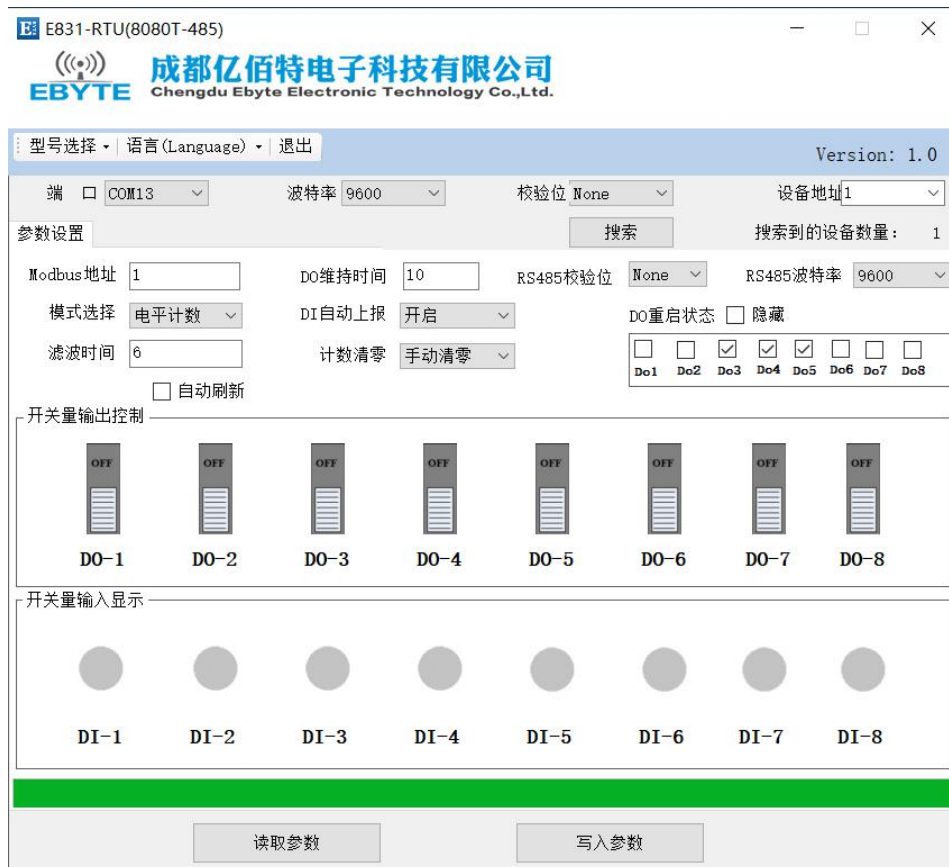 E831-RTU(8080T-485)
EBYTE
成都亿佰特电子科技有限公司
Chengdu Ebyte Electronic Technology Co.,Ltd.
型号选择 语言(Language) 退出
Version: 1.0
端 口 COM13 波特率 9600 校验位 None 设备地址 1
参数设置 搜索 搜索到的设备数量: 1
Modbus地址 1 DO维持时间 10 RS485校验位 None RS485波特率 9600
模式选择 电平计数 DI自动上报 开启 DO重启状态 隐藏
滤波时间 6 计数清零 手动清零
Do1 Do2 Do3 Do4 Do5 Do6 Do7 Do8
自动刷新
开关量输出控制
OFF OFF OFF OFF OFF OFF OFF OFF
DO-1 DO-2 DO-3 DO-4 DO-5 DO-6 DO-7 DO-8
开关量输入显示
DI-1 DI-2 DI-3 DI-4 DI-5 DI-6 DI-7 DI-8
读取参数 写入参数